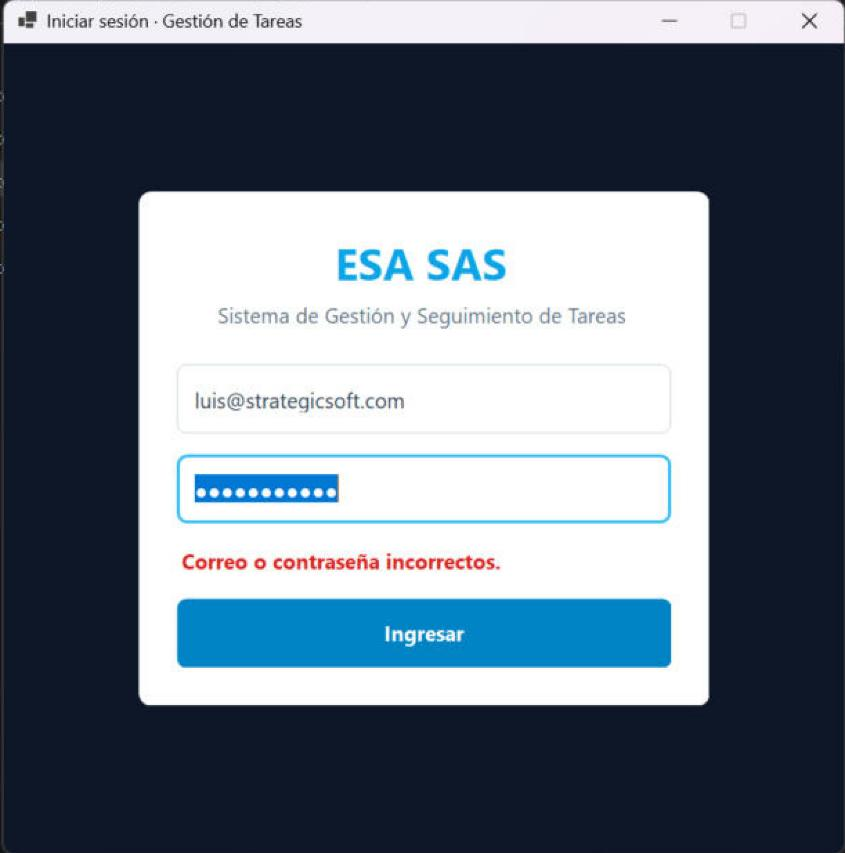 Iniciar sesión · Gestión de Tareas
ESA SAS
Sistema de Gestión y Seguimiento de Tareas
luis@strategicsoft.com
•••••••••••
Correo o contraseña incorrectos.
Ingresar